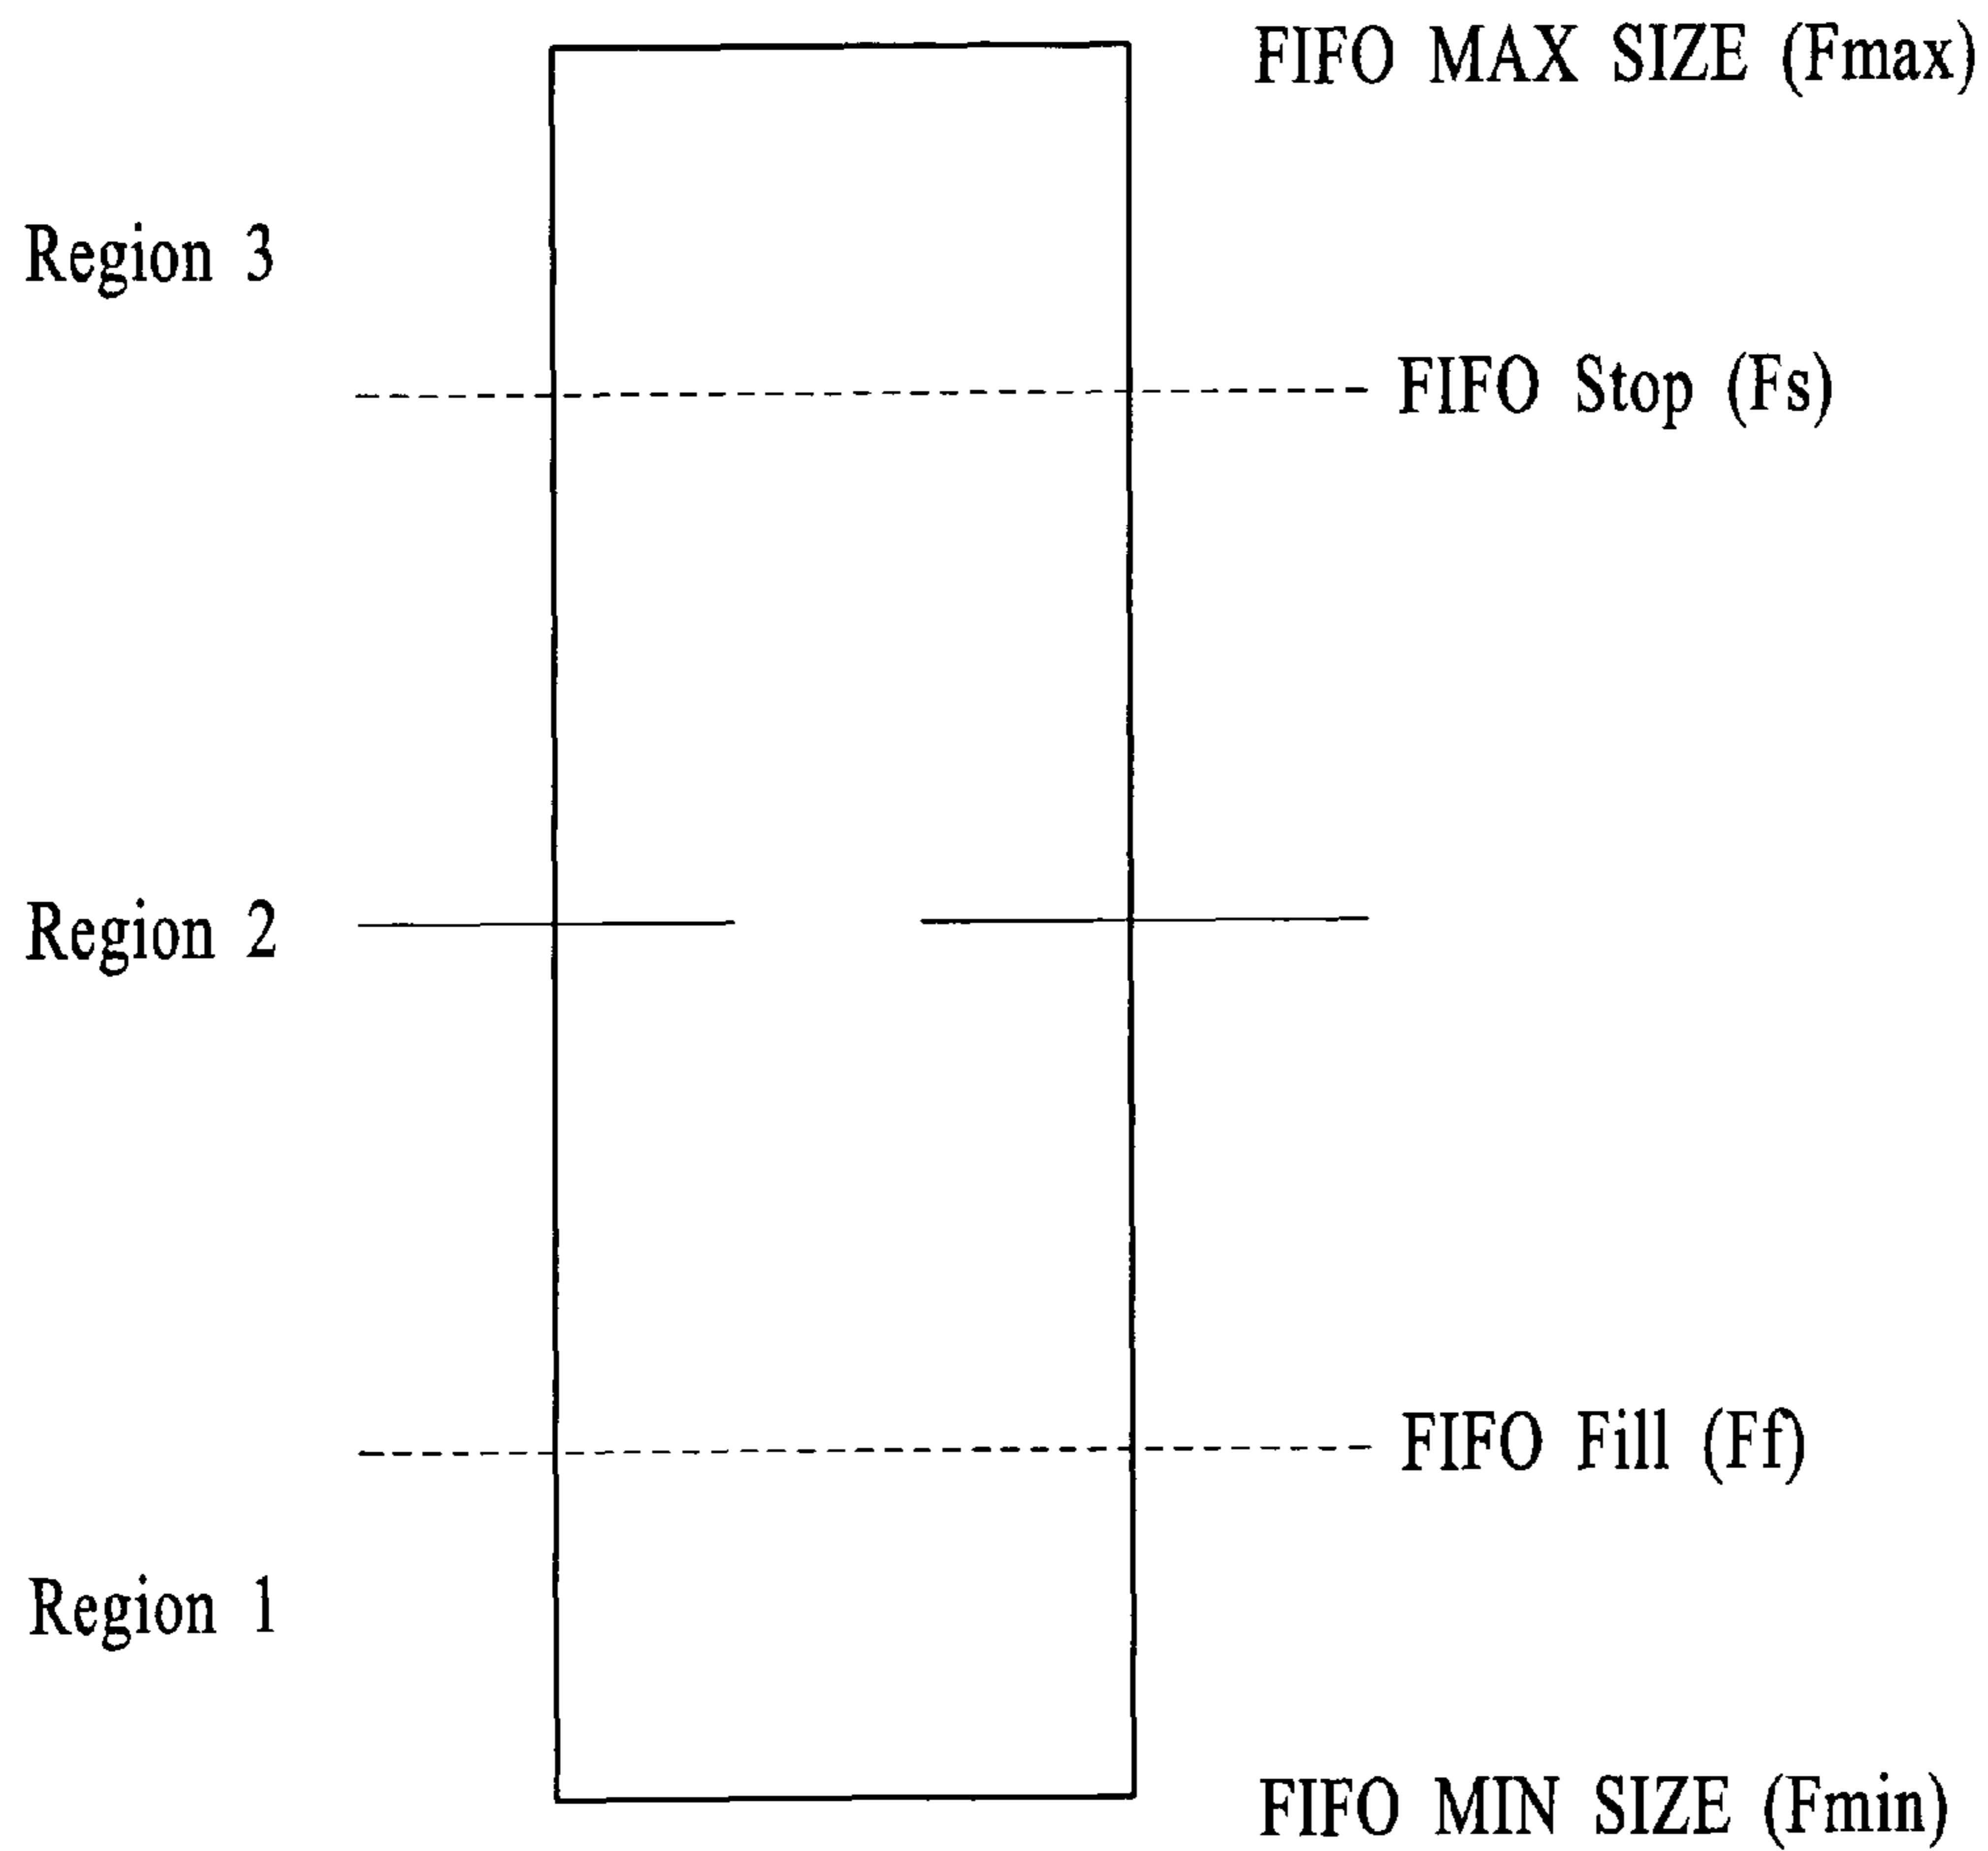 FIFO MAX SIZE (Fmax)
Region 3
FIFO Stop (Fs)
Region 2
FIFO Fill (Ff)
Region 1
FIFO MIN SIZE (Fmin)